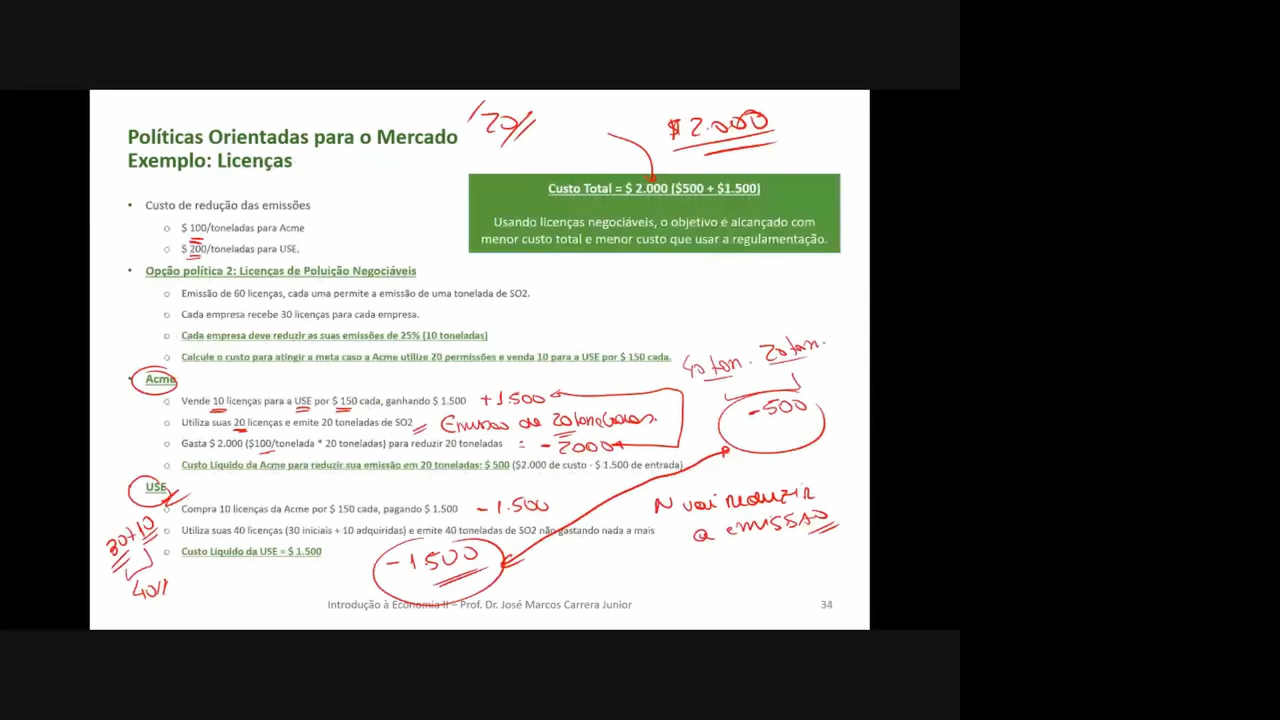 Políticas Orientadas para o Mercado
Exemplo: Licenças
120//
$ 2.000
Custo Total = $ 2.000 ($500 + $1.500)
Usando licenças negociáveis, o objetivo é alcançado com
menor custo total e menor custo que usar a regulamentação.
• Custo de redução das emissões
○ $ 100/toneladas para Acme
○ $ 200/toneladas para USE.
• Opção política 2: Licenças de Poluição Negociáveis
○ Emissão de 60 licenças, cada uma permite a emissão de uma tonelada de SO2.
○ Cada empresa recebe 30 licenças para cada empresa.
○ Cada empresa deve reduzir as suas emissões de 25% (10 toneladas)
○ Calcule o custo para atingir a meta caso a Acme utilize 20 permissões e venda 10 para a USE por $ 150 cada.
40 ton. 20 ton.
• Acme
○ Vende 10 licenças para a USE por $ 150 cada, ganhando $ 1.500 +1.500
-500
○ Utiliza suas 20 licenças e emite 20 toneladas de SO2 = Emissão de 20 toneladas.
○ Gasta $ 2.000 ($100/tonelada * 20 toneladas) para reduzir 20 toneladas = - 2000
○ Custo Líquido da Acme para reduzir sua emissão em 20 toneladas: $ 500 ($2.000 de custo - $ 1.500 de entrada)
• USE
○ Compra 10 licenças da Acme por $ 150 cada, pagando $ 1.500 - 1.500
N vai reduzir
a emissão
○ Utiliza suas 40 licenças (30 iniciais + 10 adquiridas) e emite 40 toneladas de SO2 não gastando nada a mais
30+10
40//
○ Custo Líquido da USE = $ 1.500
-1.500
Introdução à Economia II – Prof. Dr. José Marcos Carrera Junior
34